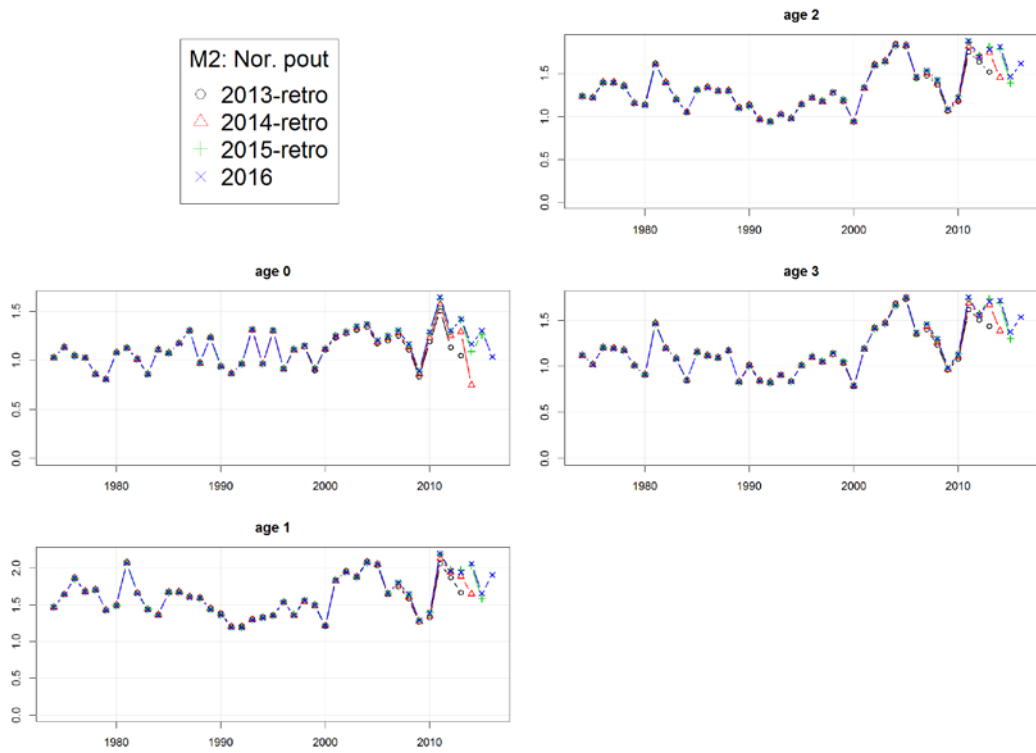 M2: Nor. pout
2013-retro
2014-retro
2015-retro
2016
age 2
0.0 0.5 1.0 1.5
1980 1990 2000 2010
age 0
0.0 0.5 1.0 1.5
1980 1990 2000 2010
age 3
0.0 0.5 1.0 1.5
1980 1990 2000 2010
age 1
0.0 0.5 1.0 1.5 2.0
1980 1990 2000 2010